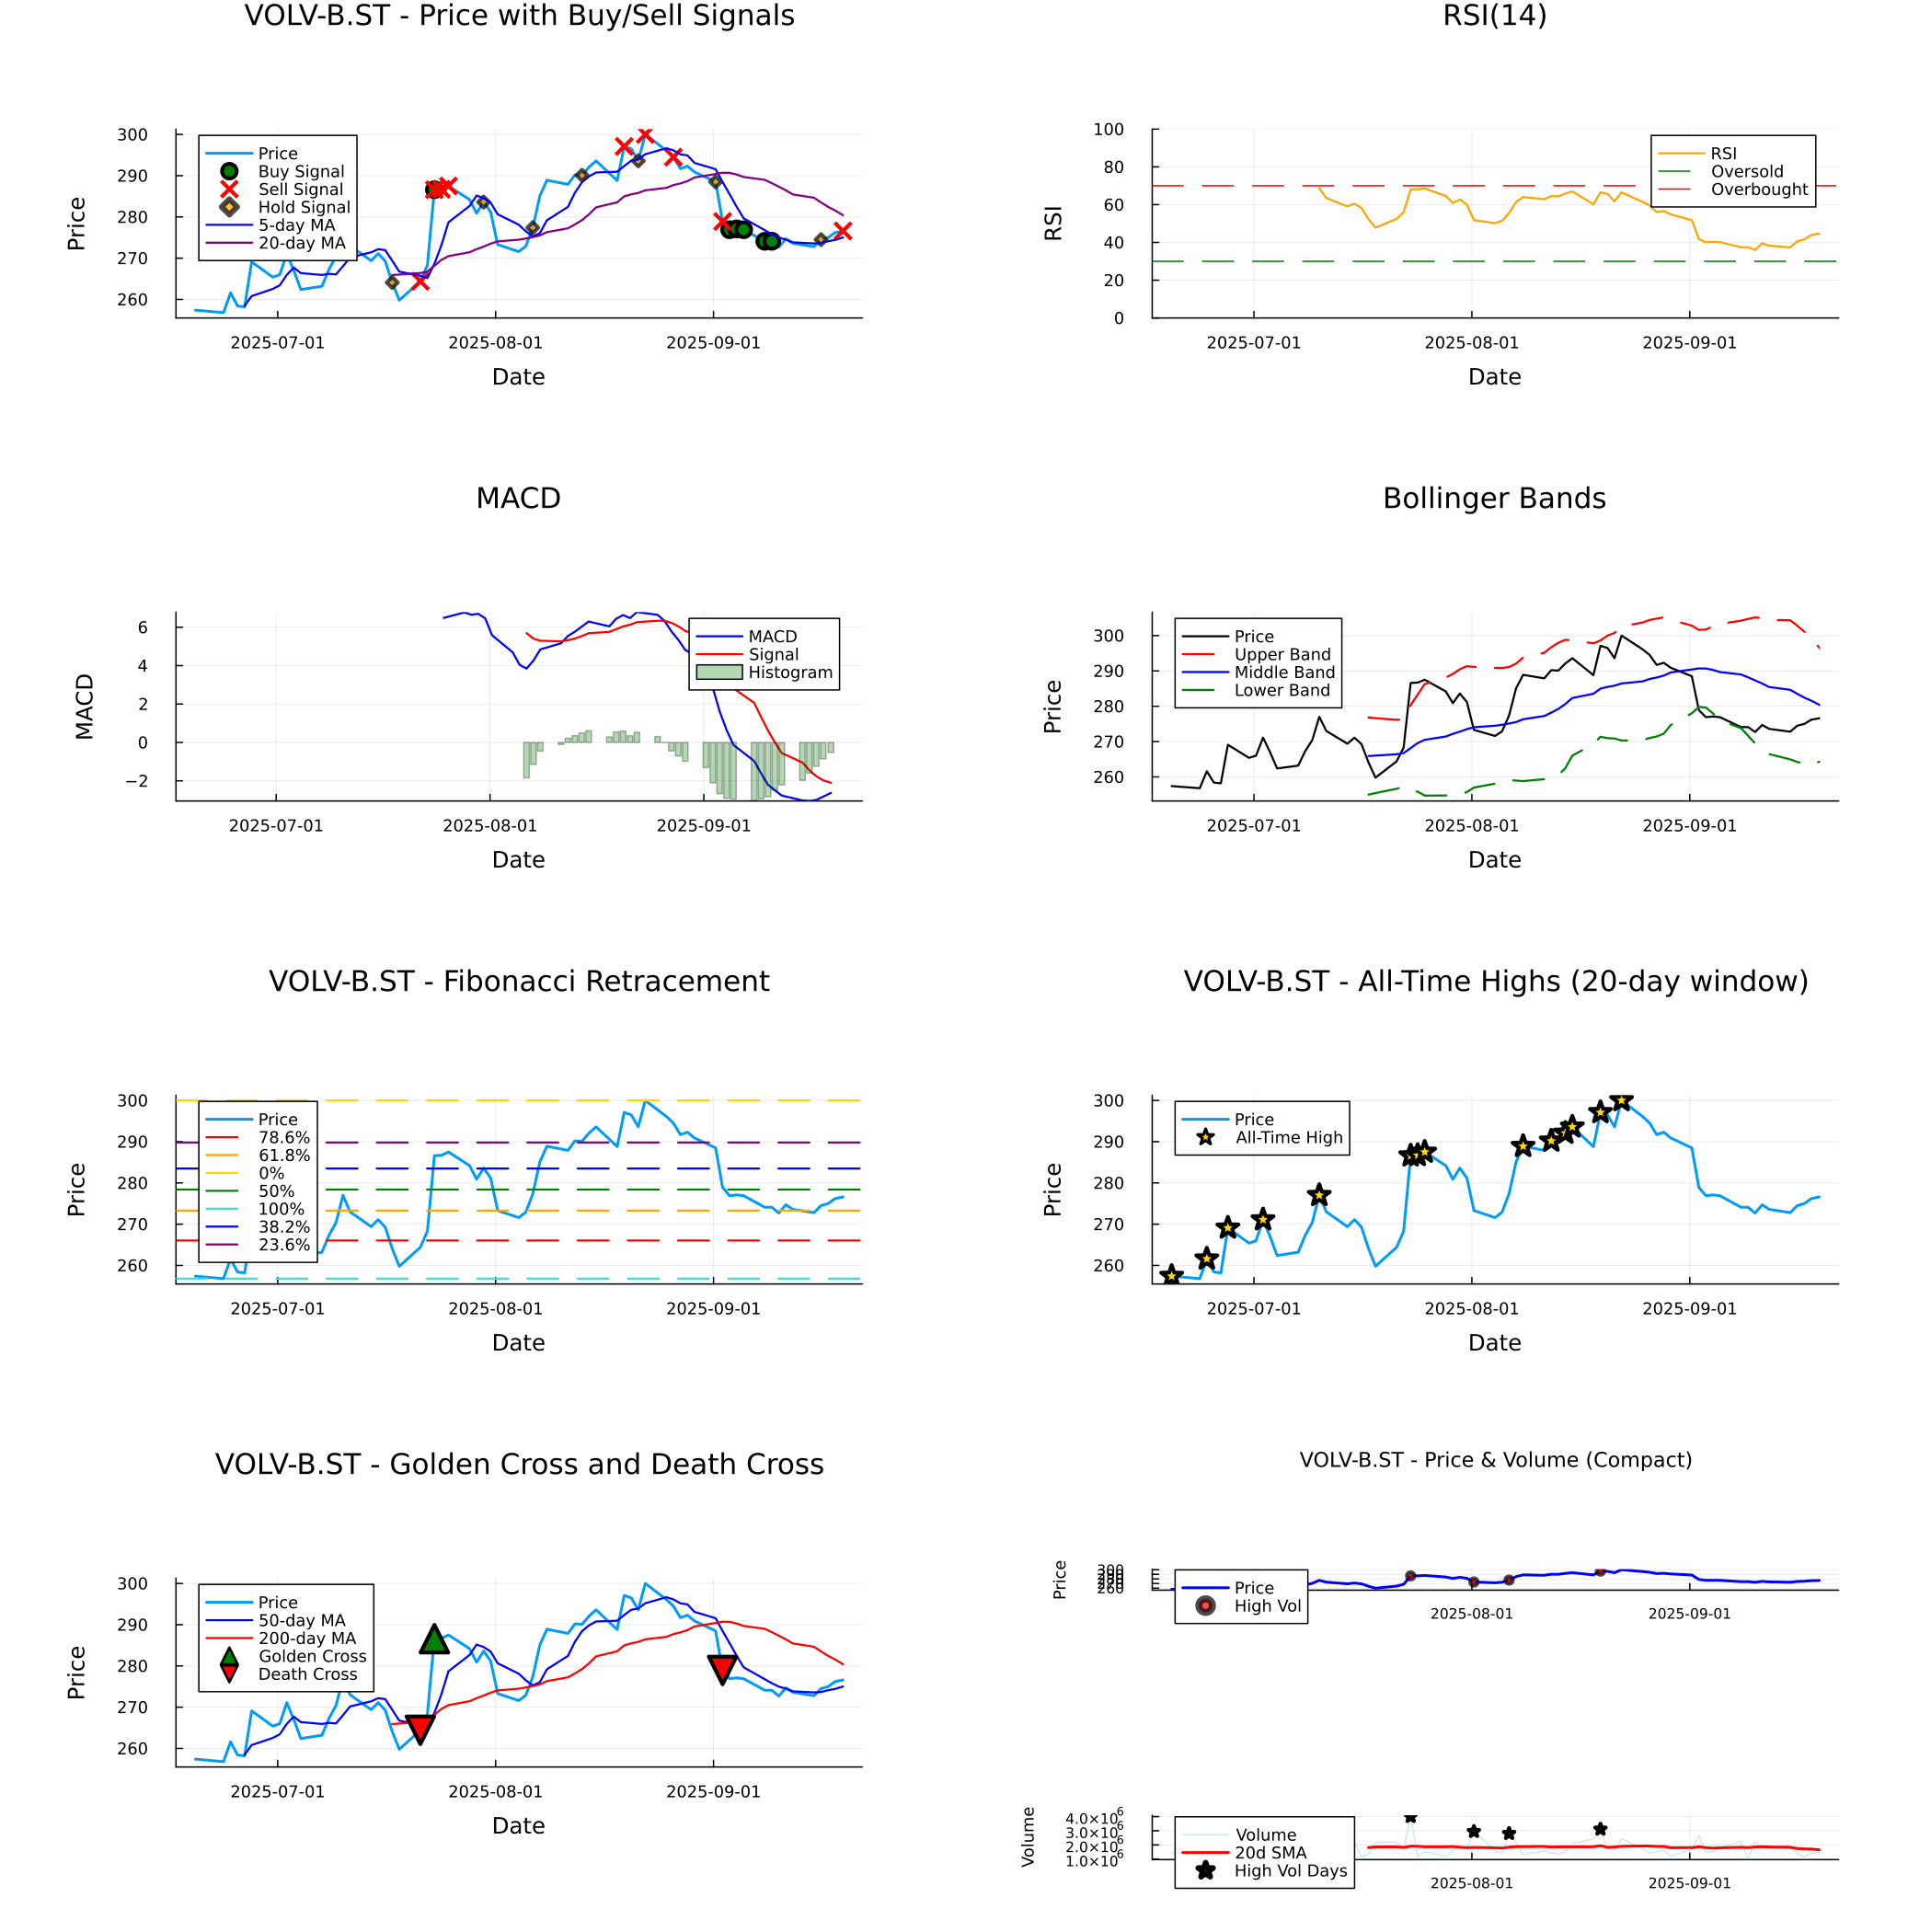 VOLV-B.ST - Price with Buy/Sell Signals
Price
300
290
280
270
260
Price
Buy Signal
Sell Signal
Hold Signal
5-day MA
20-day MA
2025-07-01
2025-08-01
2025-09-01
Date
RSI(14)
RSI
100
80
60
40
20
0
RSI
Oversold
Overbought
2025-07-01
2025-08-01
2025-09-01
Date
MACD
MACD
6
4
2
0
−2
MACD
Signal
Histogram
2025-07-01
2025-08-01
2025-09-01
Date
Bollinger Bands
Price
300
290
280
270
260
Price
Upper Band
Middle Band
Lower Band
2025-07-01
2025-08-01
2025-09-01
Date
VOLV-B.ST - Fibonacci Retracement
Price
300
290
280
270
260
Price
78.6%
61.8%
0%
50%
100%
38.2%
23.6%
2025-07-01
2025-08-01
2025-09-01
Date
VOLV-B.ST - All-Time Highs (20-day window)
Price
300
290
280
270
260
Price
All-Time High
2025-07-01
2025-08-01
2025-09-01
Date
VOLV-B.ST - Golden Cross and Death Cross
Price
300
290
280
270
260
Price
50-day MA
200-day MA
Golden Cross
Death Cross
2025-07-01
2025-08-01
2025-09-01
Date
VOLV-B.ST - Price & Volume (Compact)
Price
300
260
Price
High Vol
2025-08-01
2025-09-01
Volume
4.0×10⁶
3.0×10⁶
2.0×10⁶
1.0×10⁶
Volume
20d SMA
High Vol Days
2025-08-01
2025-09-01